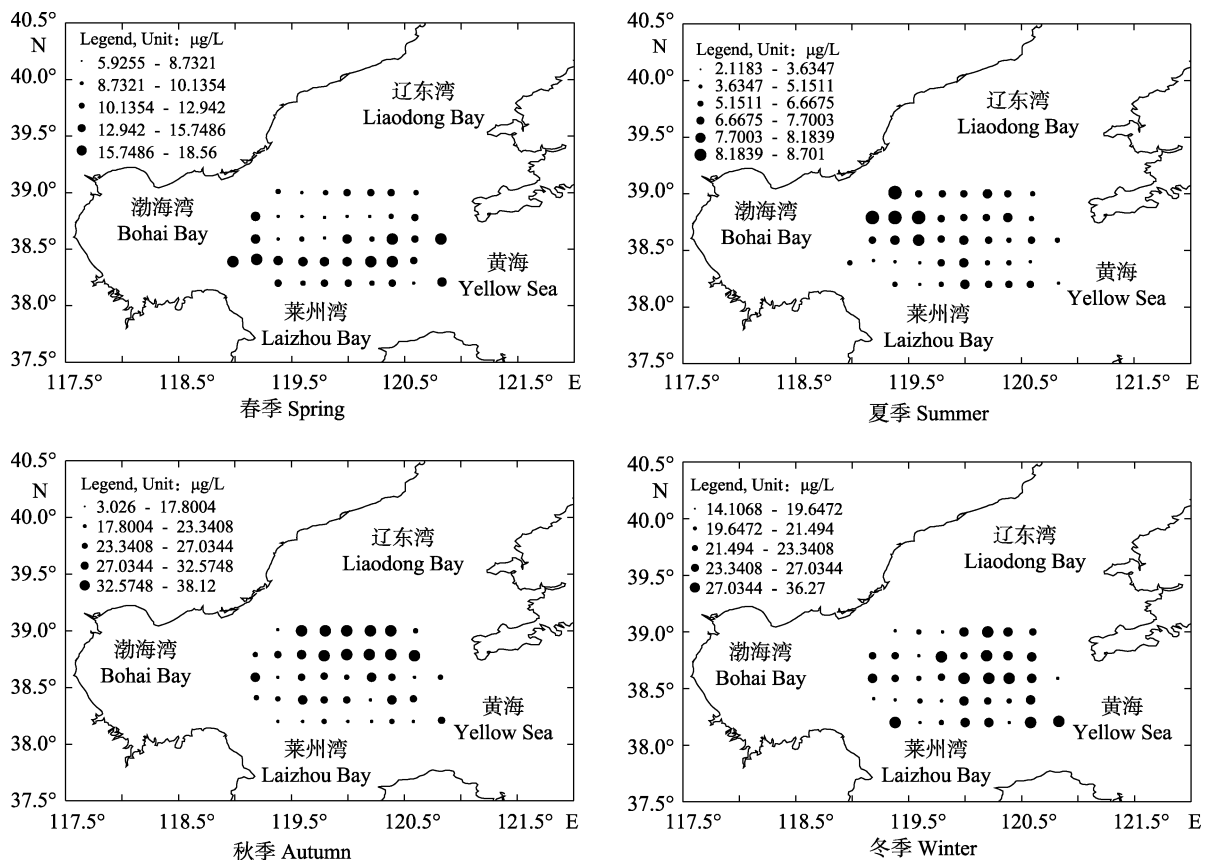 40.5°
N
40.0°
39.5°
39.0°
38.5°
38.0°
37.5°
Legend, Unit：μg/L
5.9255 - 8.7321
8.7321 - 10.1354
10.1354 - 12.942
12.942 - 15.7486
15.7486 - 18.56
辽东湾
Liaodong Bay
渤海湾
Bohai Bay
黄海
Yellow Sea
莱州湾
Laizhou Bay
117.5° 118.5° 119.5° 120.5° 121.5° E
春季 Spring
40.5°
N
40.0°
39.5°
39.0°
38.5°
38.0°
37.5°
Legend, Unit：μg/L
2.1183 - 3.6347
3.6347 - 5.1511
5.1511 - 6.6675
6.6675 - 7.7003
7.7003 - 8.1839
8.1839 - 8.701
辽东湾
Liaodong Bay
渤海湾
Bohai Bay
黄海
Yellow Sea
莱州湾
Laizhou Bay
117.5° 118.5° 119.5° 120.5° 121.5° E
夏季 Summer
40.5°
N
40.0°
39.5°
39.0°
38.5°
38.0°
37.5°
Legend, Unit：μg/L
3.026 - 17.8004
17.8004 - 23.3408
23.3408 - 27.0344
27.0344 - 32.5748
32.5748 - 38.12
辽东湾
Liaodong Bay
渤海湾
Bohai Bay
黄海
Yellow Sea
莱州湾
Laizhou Bay
117.5° 118.5° 119.5° 120.5° 121.5° E
秋季 Autumn
40.5°
N
40.0°
39.5°
39.0°
38.5°
38.0°
37.5°
Legend, Unit：μg/L
14.1068 - 19.6472
19.6472 - 21.494
21.494 - 23.3408
23.3408 - 27.0344
27.0344 - 36.27
辽东湾
Liaodong Bay
渤海湾
Bohai Bay
黄海
Yellow Sea
莱州湾
Laizhou Bay
117.5° 118.5° 119.5° 120.5° 121.5° E
冬季 Winter